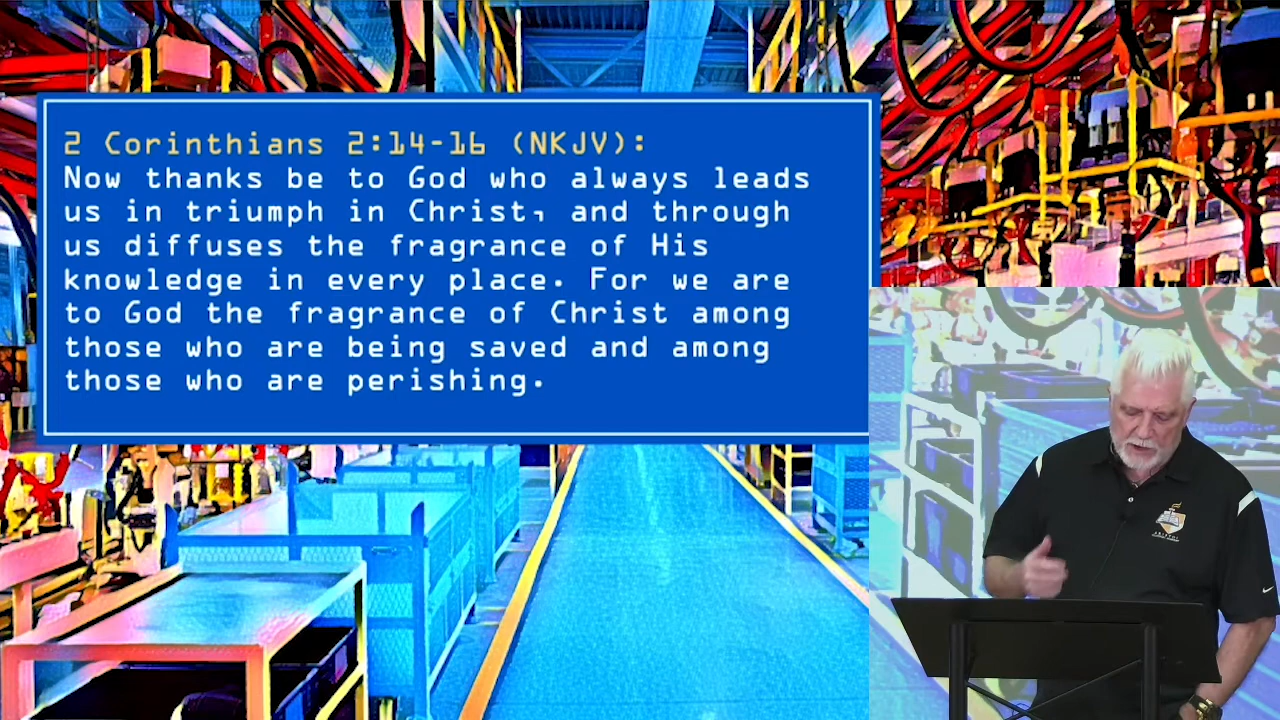 2 Corinthians 2:14-16 (NKJV):
Now thanks be to God who always leads
us in triumph in Christ, and through
us diffuses the fragrance of His
knowledge in every place. For we are
to God the fragrance of Christ among
those who are being saved and among
those who are perishing.